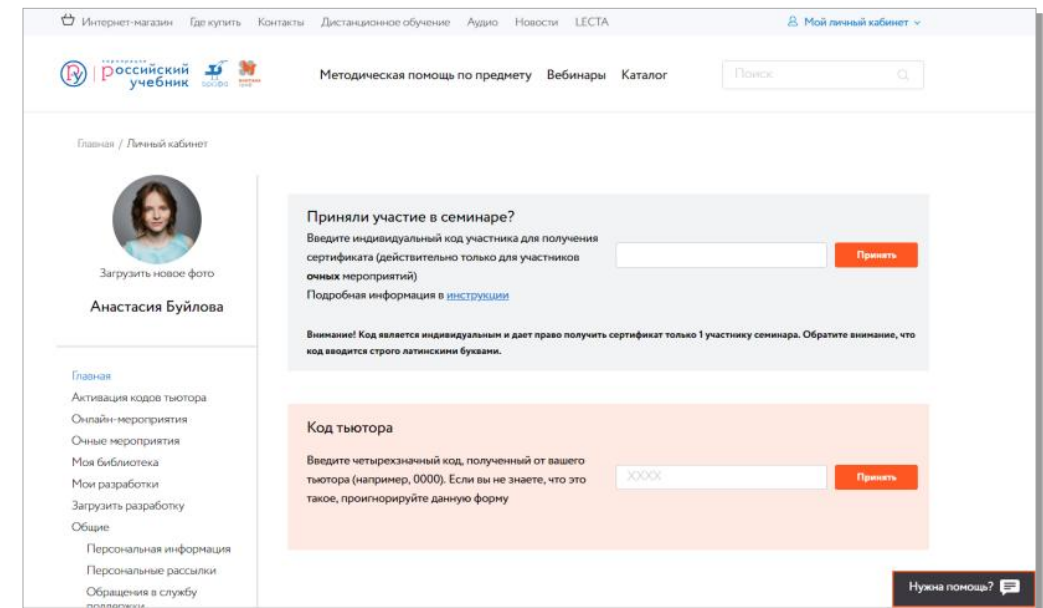 Интернет-магазин Где купить Контакты Дистанционное обучение Аудио Новости LECTA Мой личный кабинет
корпорация
российский
учебник
Методическая помощь по предмету Вебинары Каталог Поиск
Главная / Личный кабинет
Загрузить новое фото
Анастасия Буйлова
Главная
Активация кодов тьютора
Онлайн-мероприятия
Очные мероприятия
Моя библиотека
Мои разработки
Загрузить разработку
Общие
Персональная информация
Персональные рассылки
Обращения в службу
поддержки
Приняли участие в семинаре?
Введите индивидуальный код участника для получения
сертификата (действительно только для участников
очных мероприятий)
Подробная информация в инструкции
Принять
Внимание! Код является индивидуальным и дает право получить сертификат только 1 участнику семинара. Обратите внимание, что
код вводится строго латинскими буквами.
Код тьютора
Введите четырехзначный код, полученный от вашего
тьютора (например, 0000). Если вы не знаете, что это
такое, проигнорируйте данную форму
XXXX
Принять
Нужна помощь?